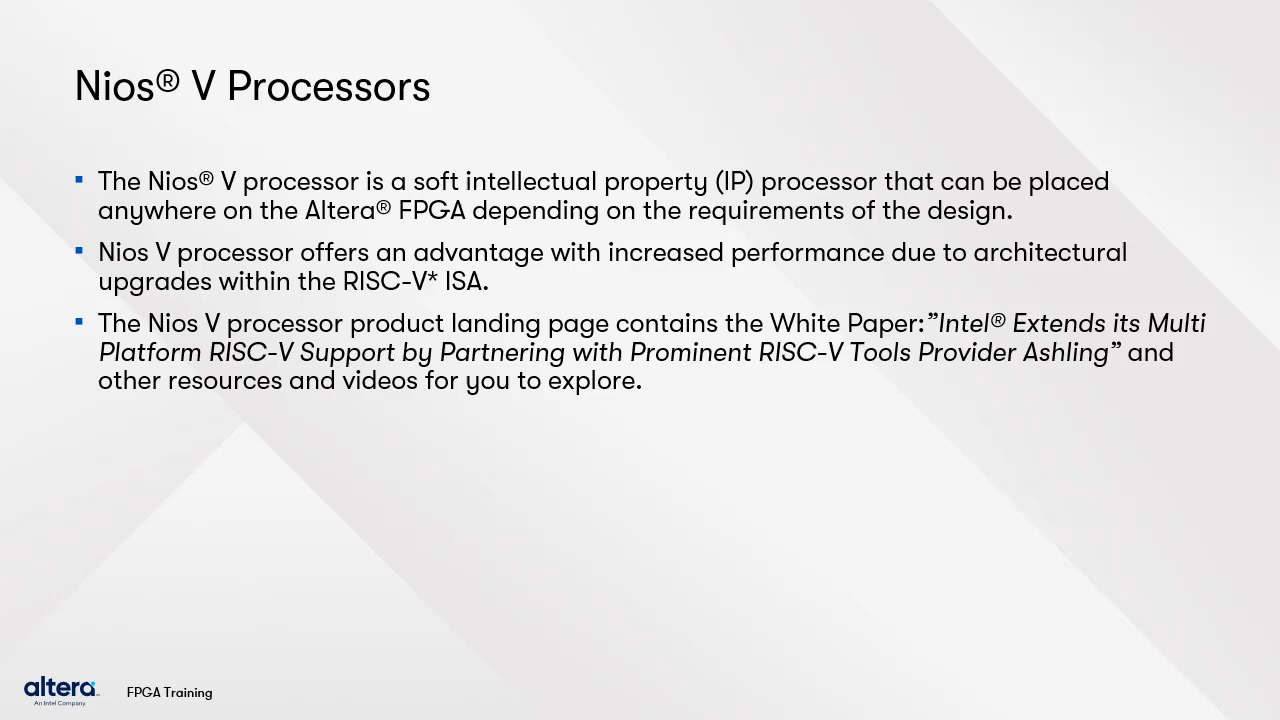 Nios® V Processors
▪ The Nios® V processor is a soft intellectual property (IP) processor that can be placed
anywhere on the Altera® FPGA depending on the requirements of the design.
▪ Nios V processor offers an advantage with increased performance due to architectural
upgrades within the RISC-V* ISA.
▪ The Nios V processor product landing page contains the White Paper:”Intel® Extends its Multi
Platform RISC-V Support by Partnering with Prominent RISC-V Tools Provider Ashling” and
other resources and videos for you to explore.
altera™
An Intel Company
FPGA Training